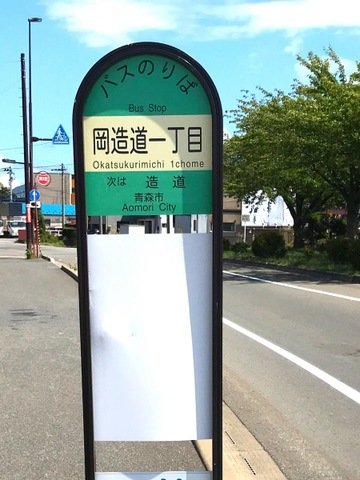 バスのりば
Bus Stop
岡造道一丁目
Okatsukurimichi 1chome
次は 造道
青森市
Aomori City